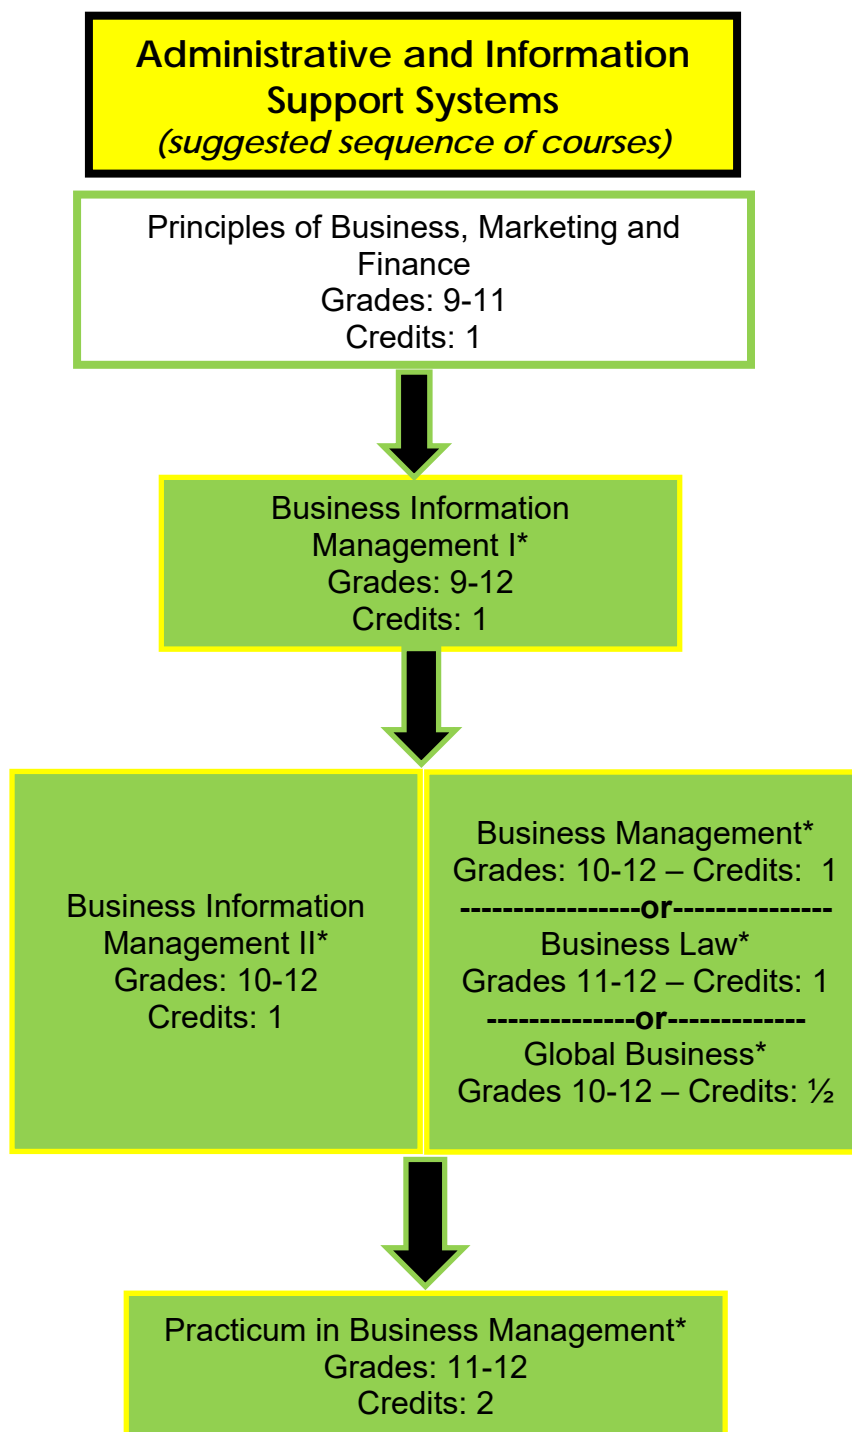 Administrative and Information
Support Systems
(suggested sequence of courses)
Principles of Business, Marketing and
Finance
Grades: 9-11
Credits: 1
Business Information
Management I*
Grades: 9-12
Credits: 1
Business Information
Management II*
Grades: 10-12
Credits: 1
Business Management*
Grades: 10-12 – Credits:  1
-----------------or---------------
Business Law*
Grades 11-12 – Credits: 1
--------------or-------------
Global Business*
Grades 10-12 – Credits: ½
Practicum in Business Management*
Grades: 11-12
Credits: 2